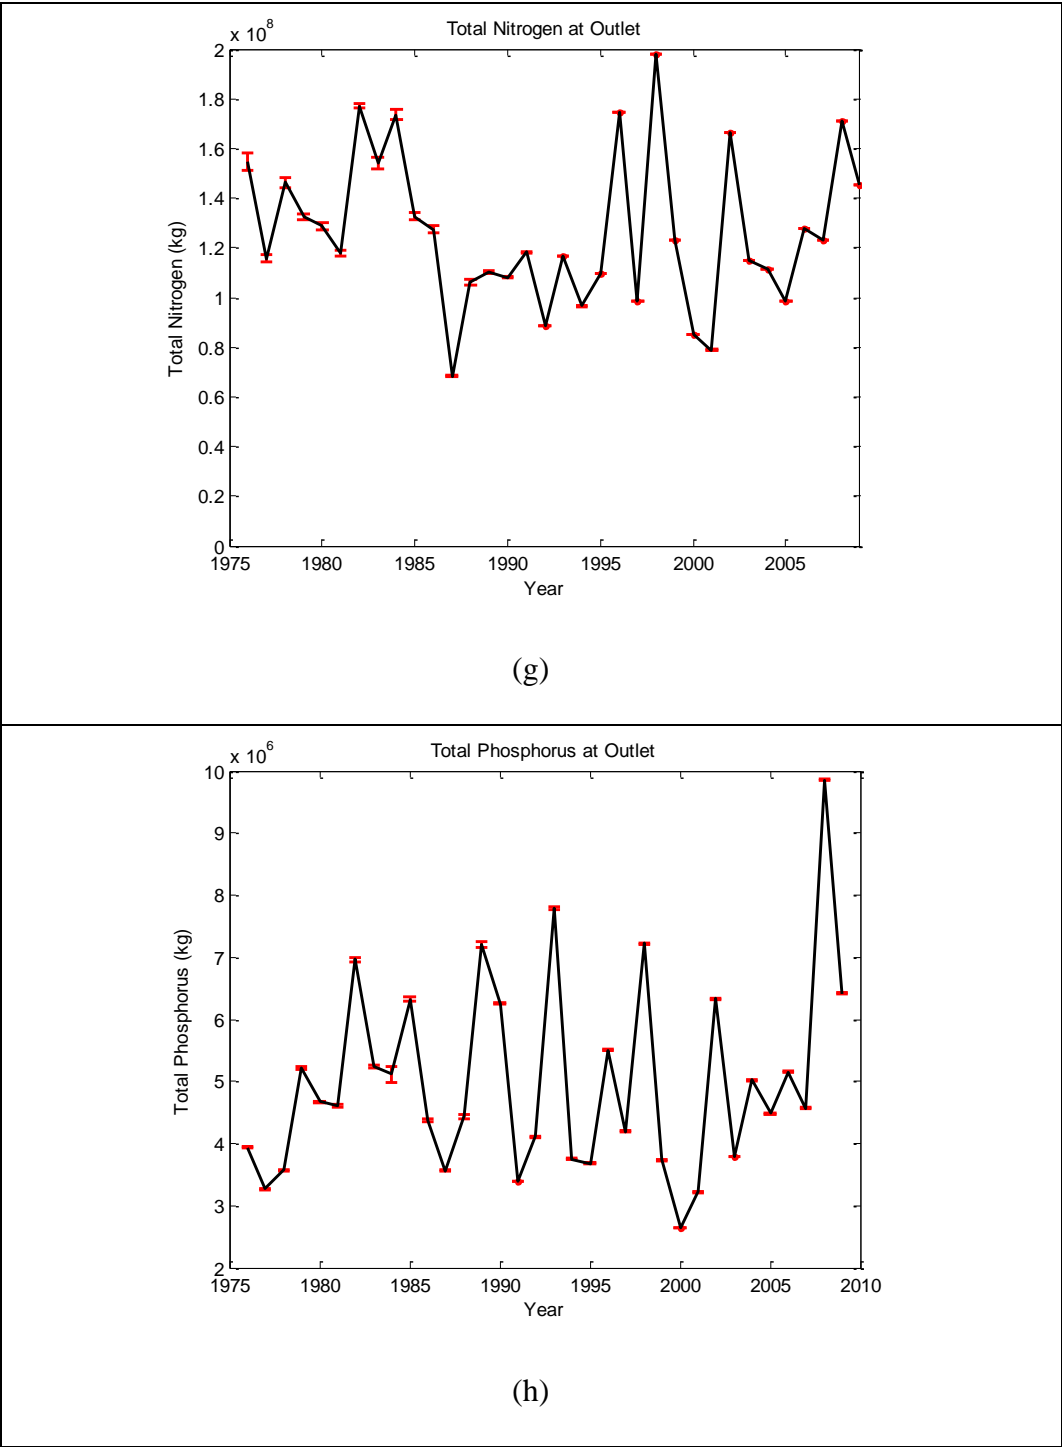 x 10^8
Total Nitrogen at Outlet
2
1.8
1.6
1.4
1.2
1
0.8
0.6
0.4
0.2
0
Total Nitrogen (kg)
1975 1980 1985 1990 1995 2000 2005
Year
(g)
x 10^6
Total Phosphorus at Outlet
10
9
8
7
6
5
4
3
2
Total Phosphorus (kg)
1975 1980 1985 1990 1995 2000 2005 2010
Year
(h)